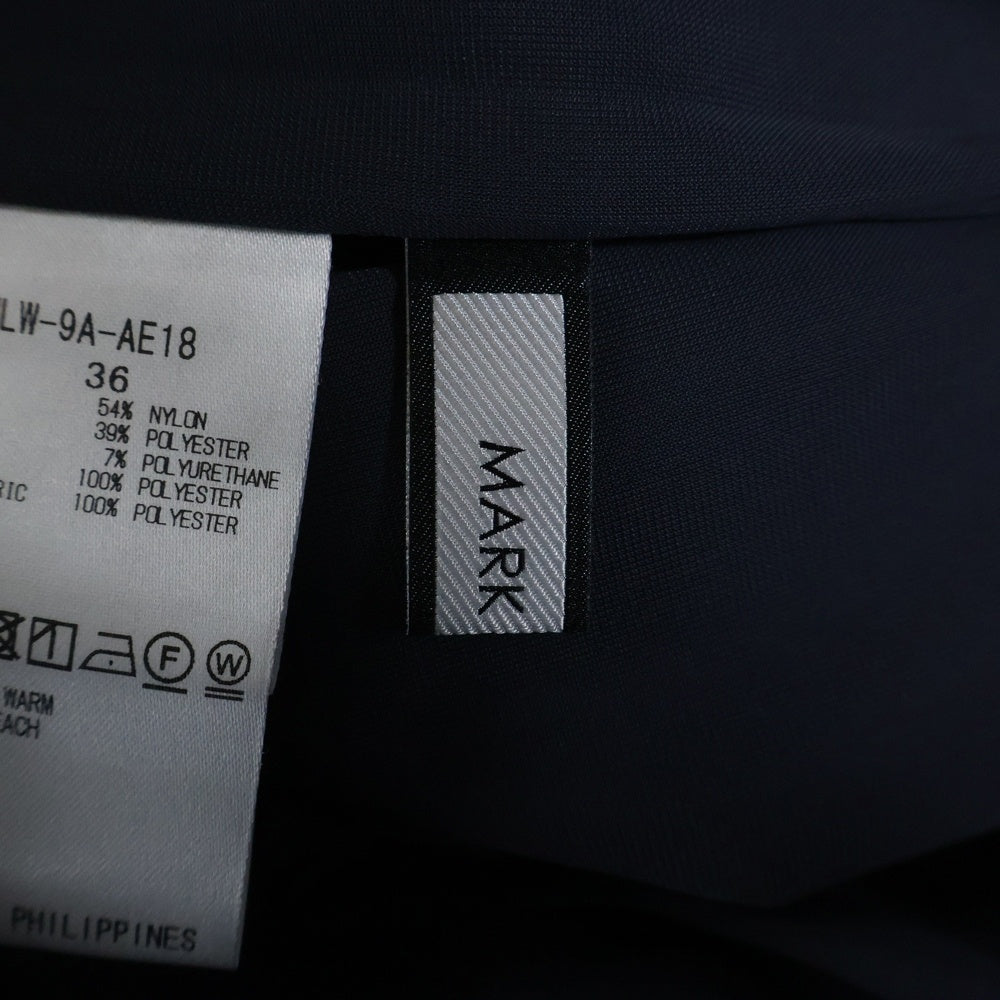 LW-9A-AE18
36
54% NYLON
39% POLYESTER
7% POLYURETHANE
100% POLYESTER
RIC 100% POLYESTER
F W
WARM
EACH
PHILIPPINES
MARK